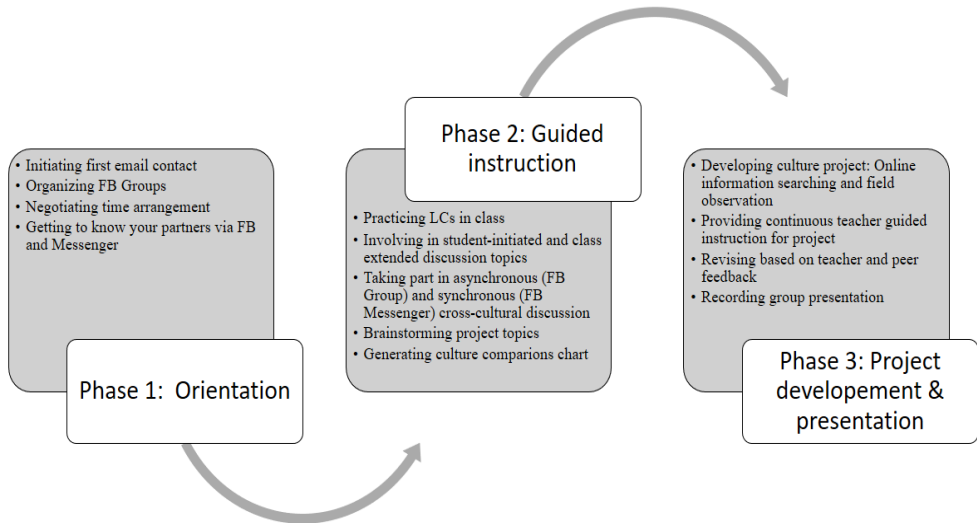 Phase 1:  Orientation
• Initiating first email contact
• Organizing FB Groups
• Negotiating time arrangement
• Getting to know your partners via FB
and Messenger
Phase 2: Guided
instruction
• Practicing LCs in class
• Involving in student-initiated and class
extended discussion topics
• Taking part in asynchronous (FB
Group) and synchronous (FB
Messenger) cross-cultural discussion
• Brainstorming project topics
• Generating culture comparions chart
• Developing culture project: Online
information searching and field
observation
• Providing continuous teacher guided
instruction for project
• Revising based on teacher and peer
feedback
• Recording group presentation
Phase 3: Project
developement &
presentation